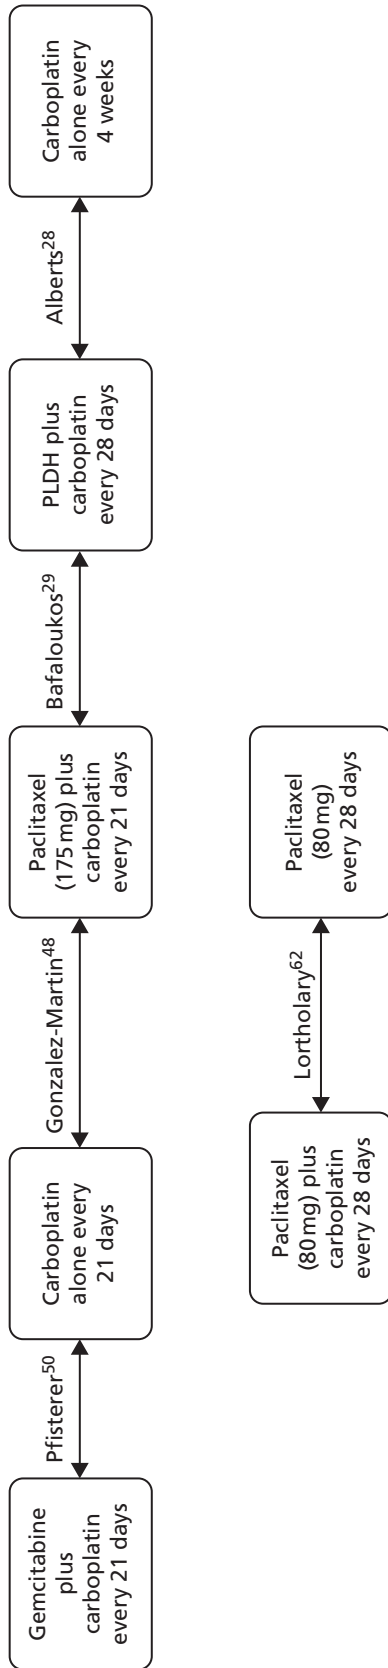 Gemcitabine
plus
carboplatin
every 21 days
Pfisterer50
Carboplatin
alone every
21 days
Gonzalez-Martin48
Paclitaxel
(175 mg) plus
carboplatin
every 21 days
Bafaloukos29
PLDH plus
carboplatin
every 28 days
Alberts28
Carboplatin
alone every
4 weeks
Paclitaxel
(80 mg) plus
carboplatin
every 28 days
Lortholary62
Paclitaxel
(80 mg)
every 28 days